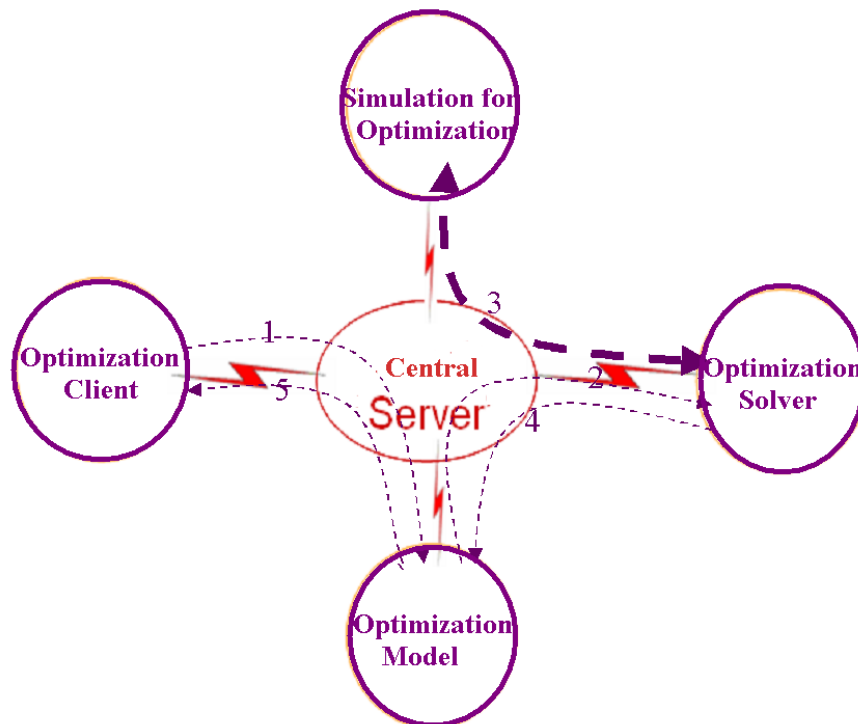 Simulation for
Optimization
3
1
Optimization
Client
5
Central
Server
2
4
Optimization
Solver
Optimization
Model